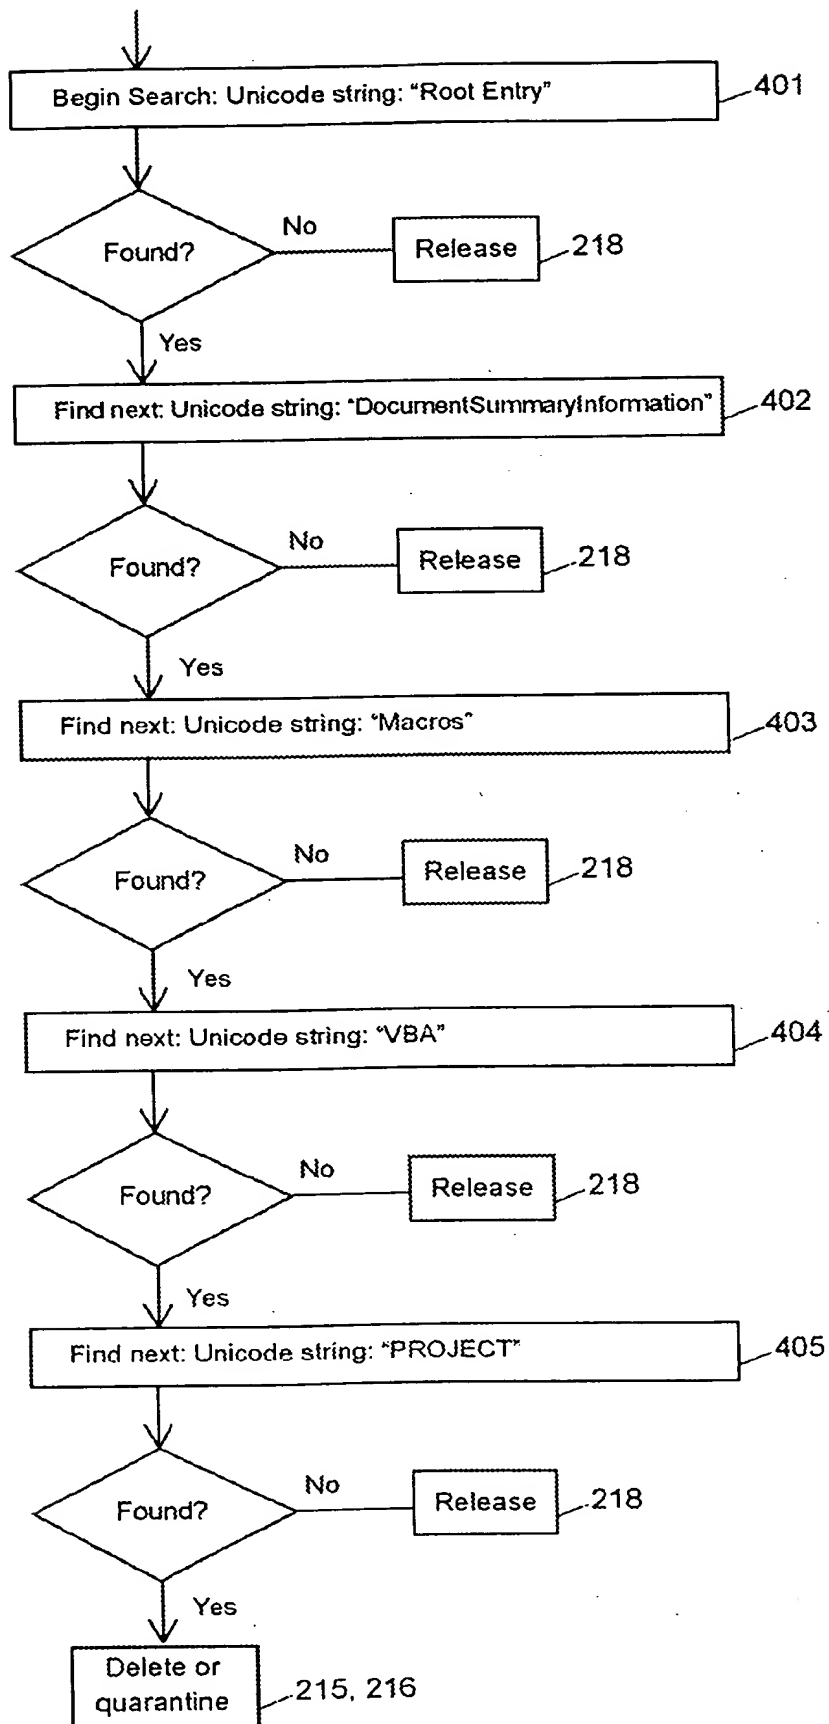 Begin Search: Unicode string: "Root Entry"
401
Found?
No
Release
218
Yes
Find next: Unicode string: "DocumentSummaryInformation"
402
Found?
No
Release
218
Yes
Find next: Unicode string: "Macros"
403
Found?
No
Release
218
Yes
Find next: Unicode string: "VBA"
404
Found?
No
Release
218
Yes
Find next: Unicode string: "PROJECT"
405
Found?
No
Release
218
Yes
Delete or
quarantine
215, 216